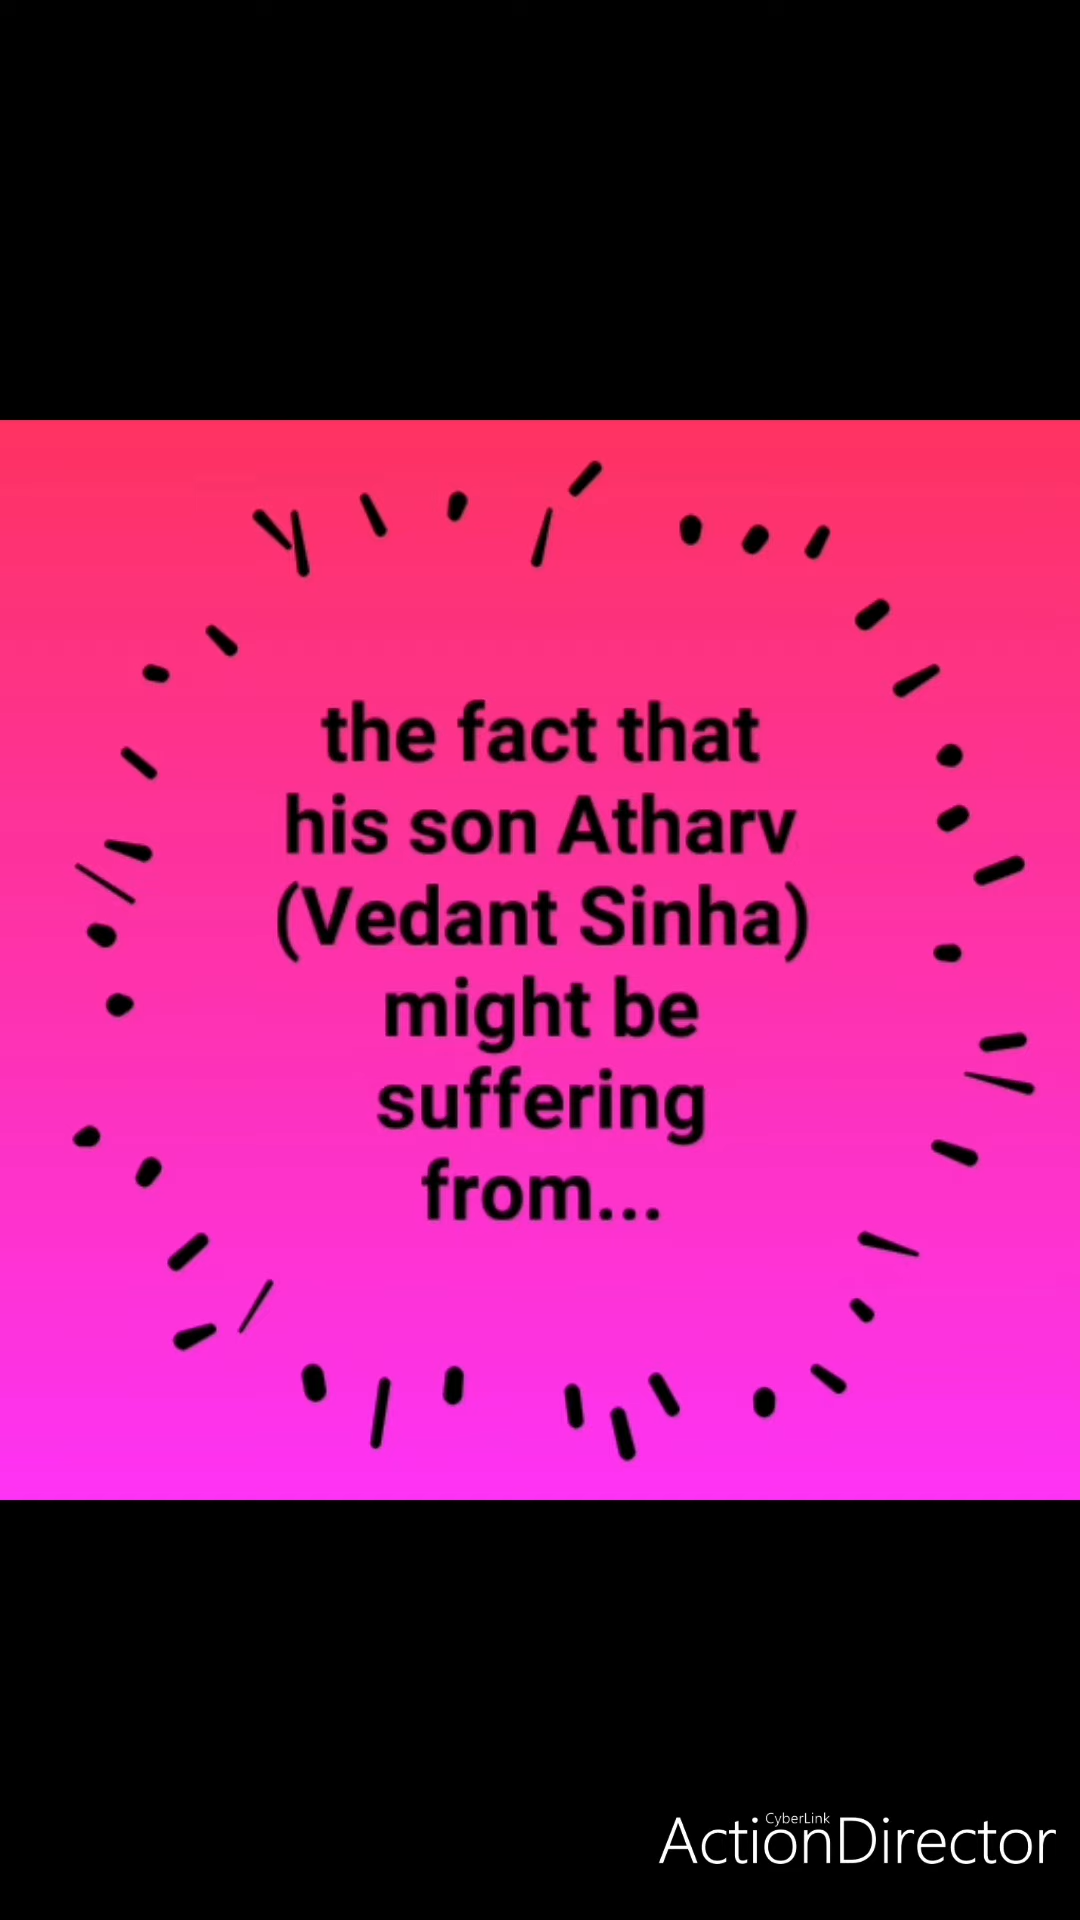 the fact that
his son Atharv
(Vedant Sinha)
might be
suffering
from...
CyberLink
ActionDirector